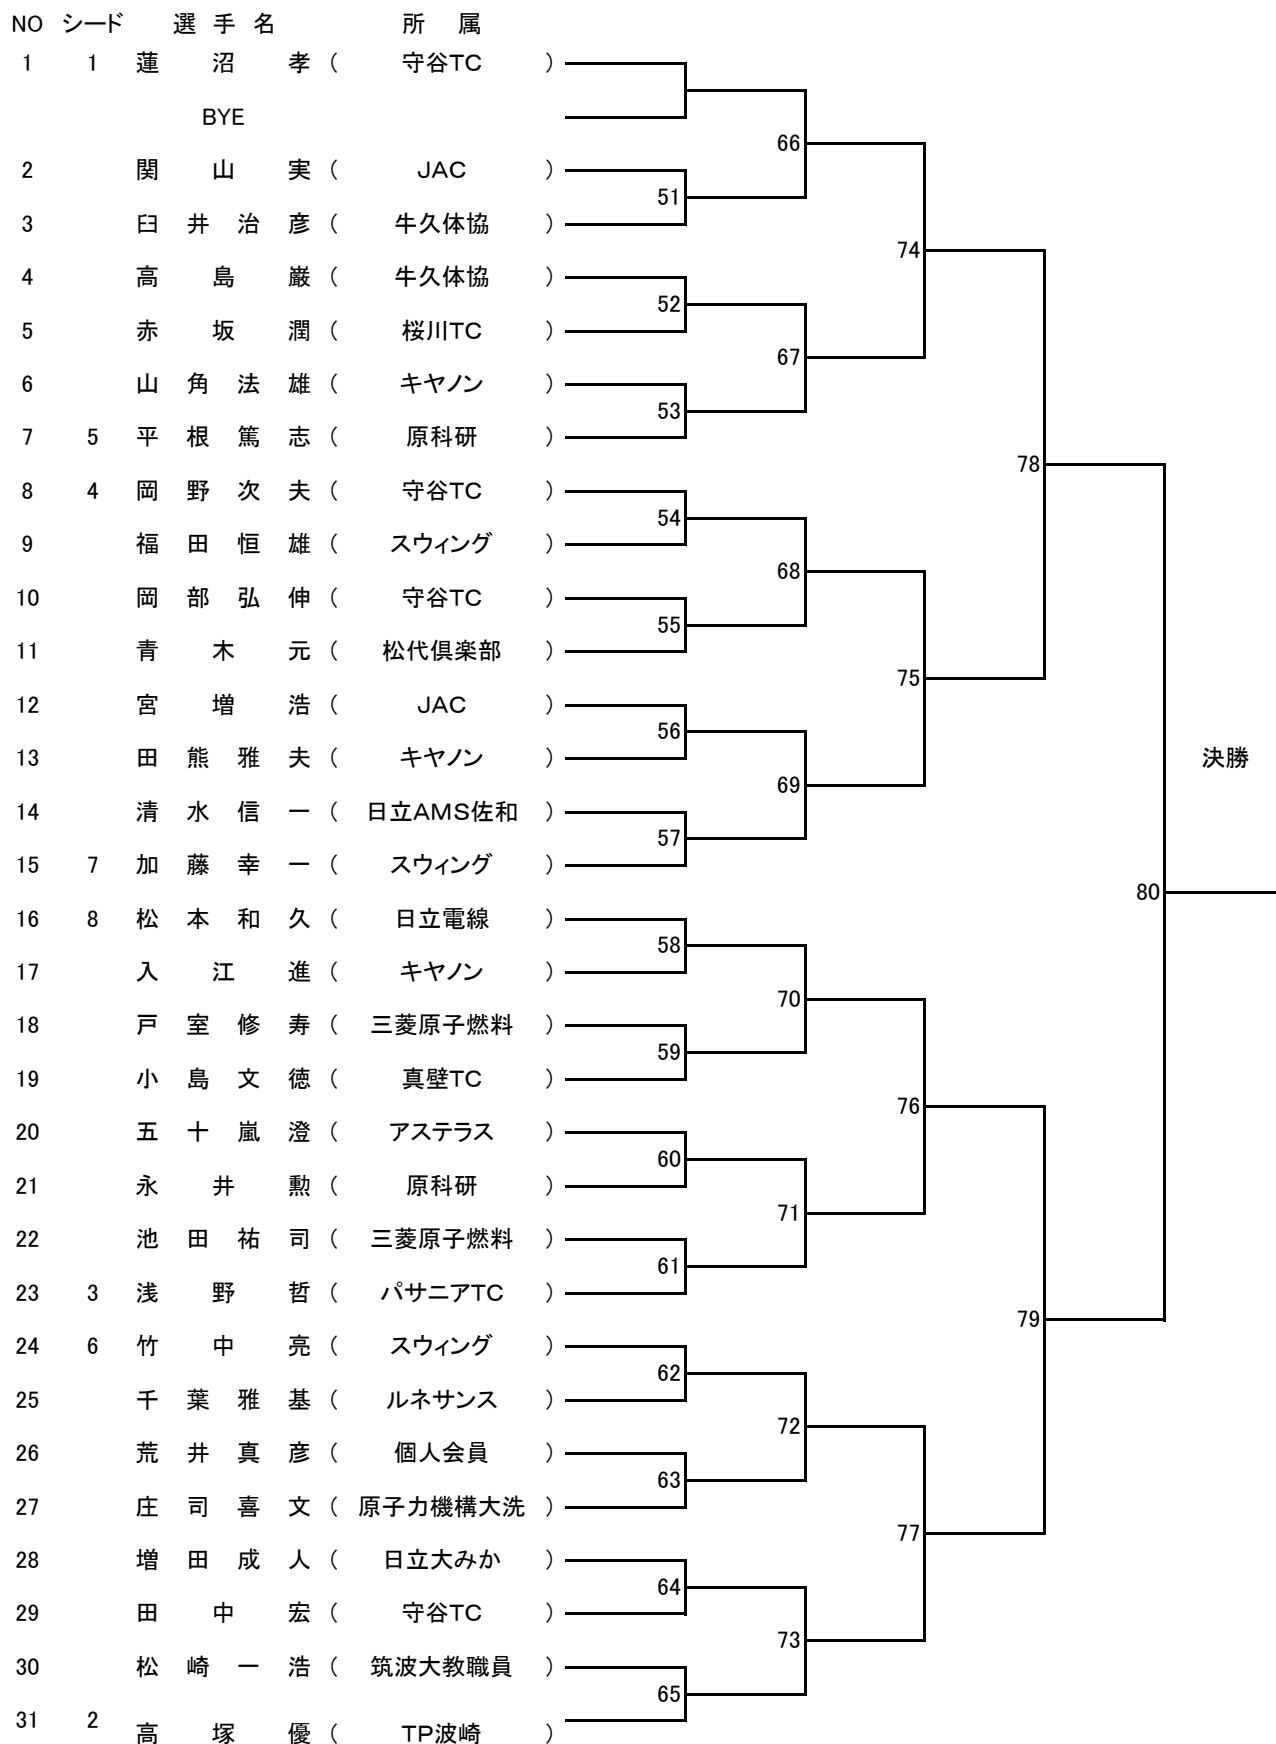 NO シード 選手名 所属
1 1 蓮沼孝 ( 守谷TC )
BYE
66
2 関山実 ( JAC )
51
3 臼井治彦 ( 牛久体協 )
74
4 高島巌 ( 牛久体協 )
52
5 赤坂潤 ( 桜川TC )
67
6 山角法雄 ( キヤノン )
53
7 5 平根篤志 ( 原科研 )
78
8 4 岡野次夫 ( 守谷TC )
54
9 福田恒雄 ( スウィング )
68
10 岡部弘伸 ( 守谷TC )
55
11 青木元 ( 松代倶楽部 )
75
12 宮増浩 ( JAC )
56
13 田熊雅夫 ( キヤノン ) 決勝
69
14 清水信一 ( 日立AMS佐和 )
57
15 7 加藤幸一 ( スウィング )
80
16 8 松本和久 ( 日立電線 )
58
17 入江進 ( キヤノン )
70
18 戸室修寿 ( 三菱原子燃料 )
59
19 小島文徳 ( 真壁TC )
76
20 五十嵐澄 ( アステラス )
60
21 永井勲 ( 原科研 )
71
22 池田祐司 ( 三菱原子燃料 )
61
23 3 浅野哲 ( パサニアTC )
79
24 6 竹中亮 ( スウィング )
62
25 千葉雅基 ( ルネサンス )
72
26 荒井真彦 ( 個人会員 )
63
27 庄司喜文 ( 原子力機構大洗 )
77
28 増田成人 ( 日立大みか )
64
29 田中宏 ( 守谷TC )
73
30 松崎一浩 ( 筑波大教職員 )
65
31 2 高塚優 ( TP波崎 )